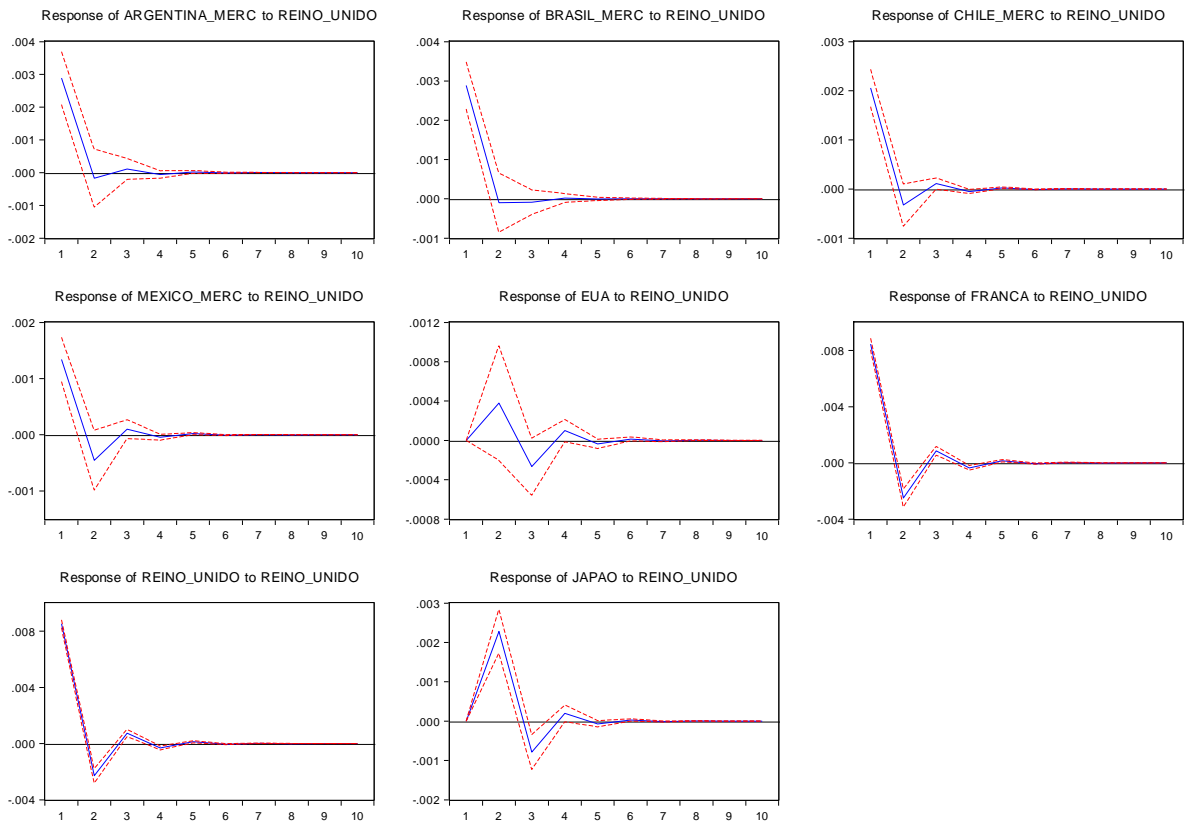 Response of ARGENTINA_MERC to REINO_UNIDO
.004
.003
.002
.001
.000
-.001
-.002
1 2 3 4 5 6 7 8 9 10
Response of BRASIL_MERC to REINO_UNIDO
.004
.003
.002
.001
.000
-.001
1 2 3 4 5 6 7 8 9 10
Response of CHILE_MERC to REINO_UNIDO
.003
.002
.001
.000
-.001
1 2 3 4 5 6 7 8 9 10
Response of MEXICO_MERC to REINO_UNIDO
.002
.001
.000
-.001
1 2 3 4 5 6 7 8 9 10
Response of EUA to REINO_UNIDO
.0012
.0008
.0004
.0000
-.0004
-.0008
1 2 3 4 5 6 7 8 9 10
Response of FRANCA to REINO_UNIDO
.008
.004
.000
-.004
1 2 3 4 5 6 7 8 9 10
Response of REINO_UNIDO to REINO_UNIDO
.008
.004
.000
-.004
1 2 3 4 5 6 7 8 9 10
Response of JAPAO to REINO_UNIDO
.003
.002
.001
.000
-.001
-.002
1 2 3 4 5 6 7 8 9 10